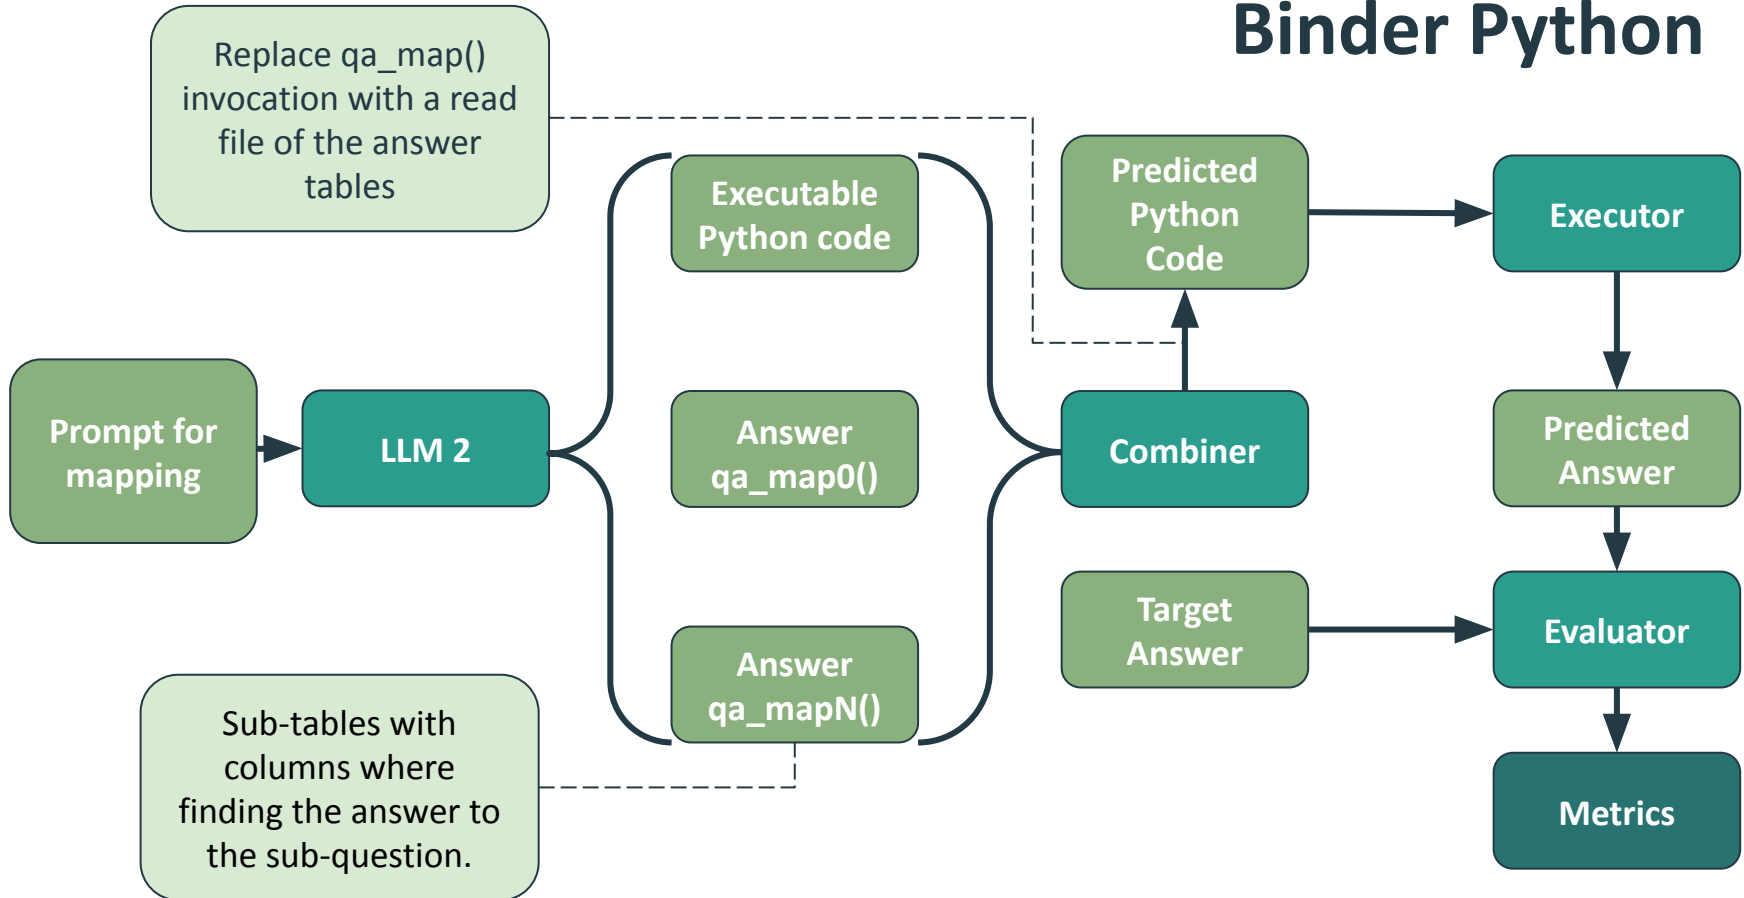 Binder Python
Replace qa_map()
invocation with a read
file of the answer
tables
Executable
Python code
Predicted
Python
Code
Executor
Prompt for
mapping
LLM 2
Answer
qa_map0()
Combiner
Predicted
Answer
Target
Answer
Evaluator
Answer
qa_mapN()
Sub-tables with
columns where
finding the answer to
the sub-question.
Metrics